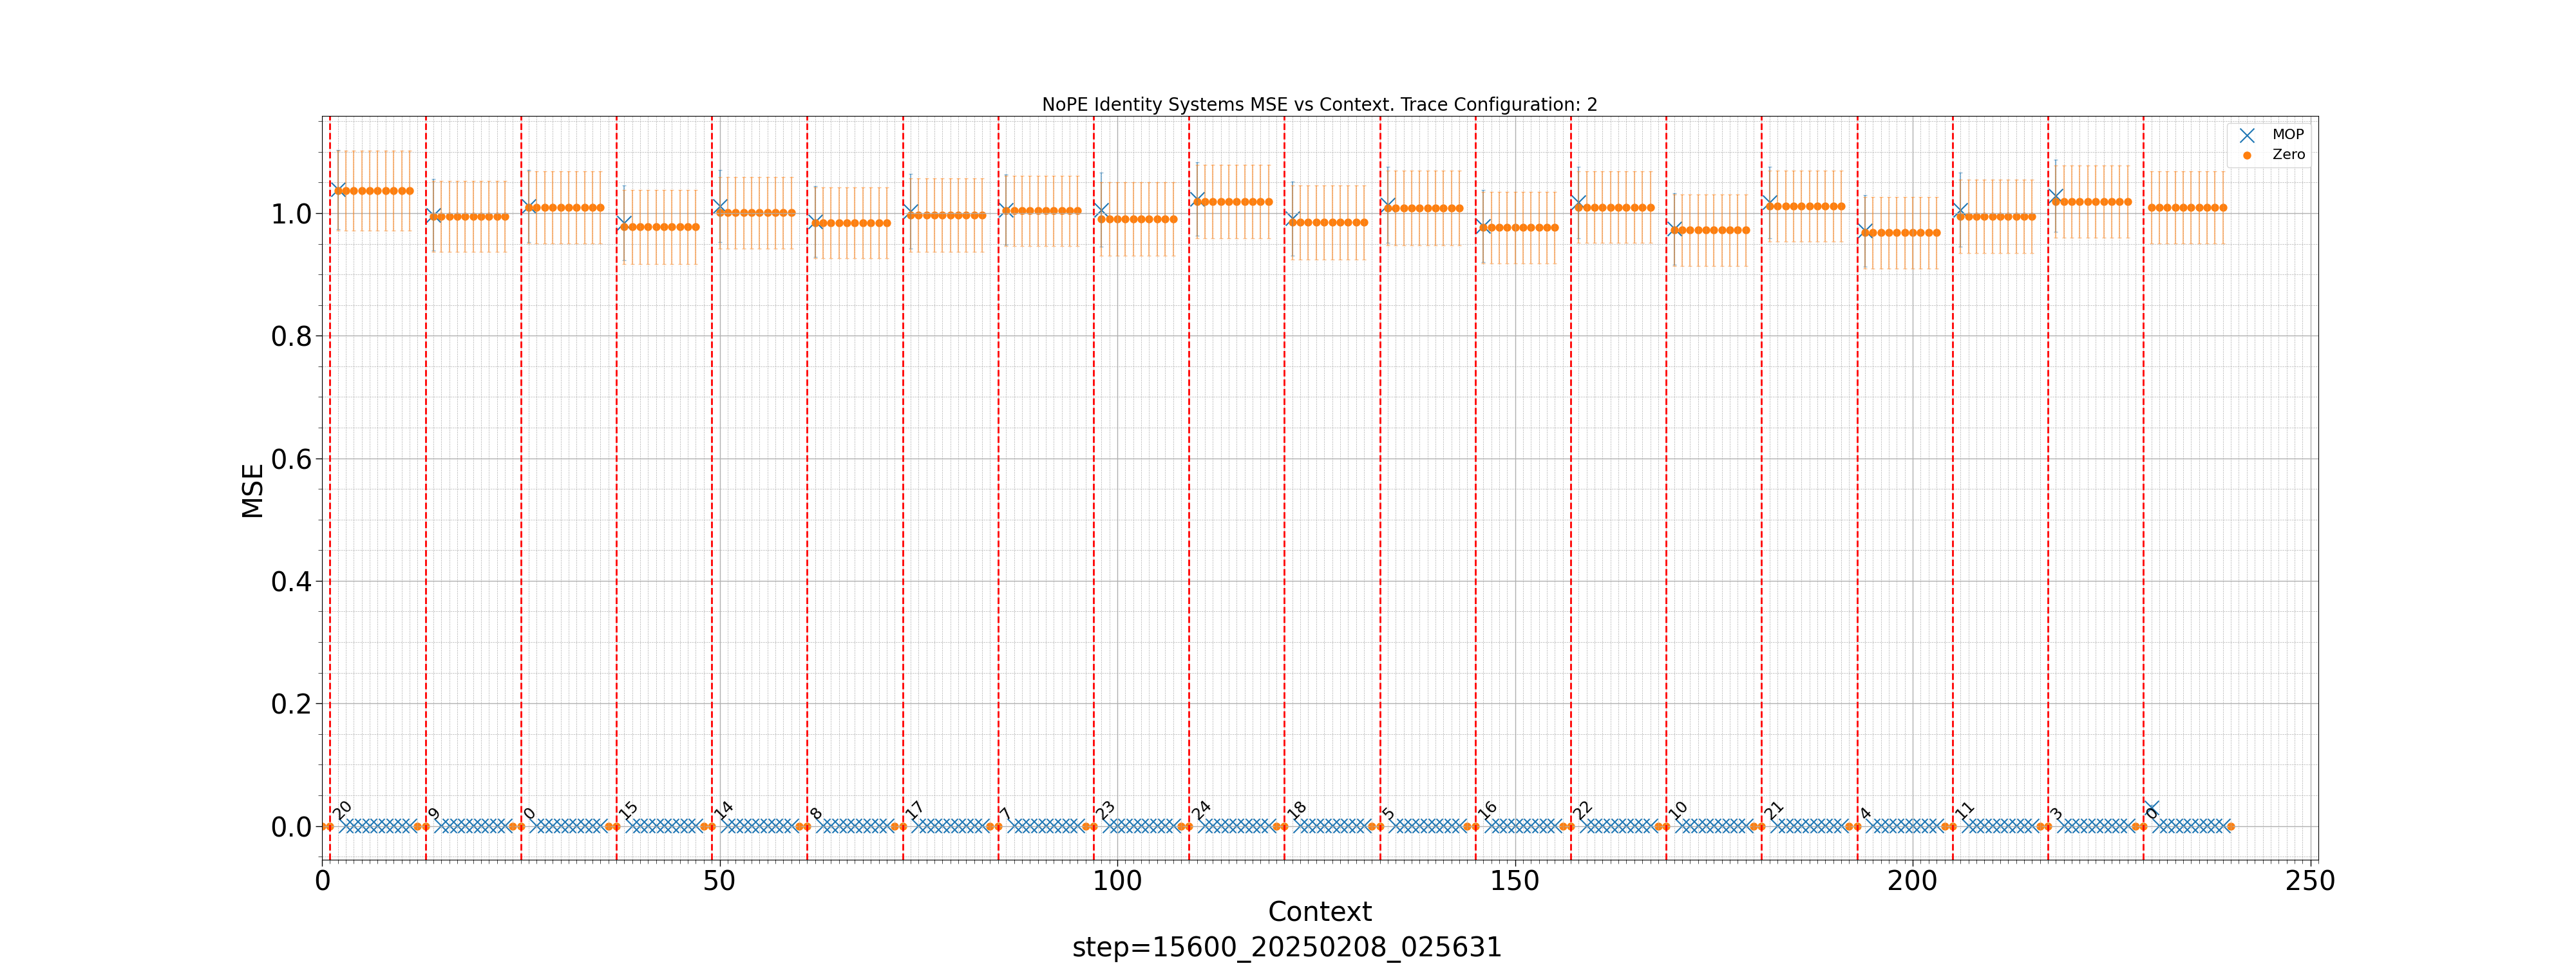 NoPE Identity Systems MSE vs Context. Trace Configuration: 2
MOP
Zero
MSE
1.0
0.8
0.6
0.4
0.2
0.0
20 9 0 15 14 8 17 7 23 24 18 5 16 22 10 21 4 11 3 0
0 50 100 150 200 250
Context
step=15600_20250208_025631